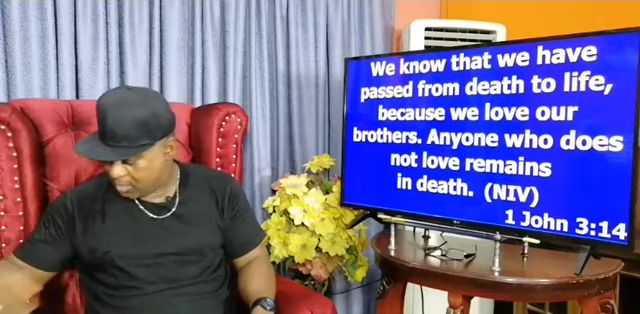 We know that we have
passed from death to life,
because we love our
brothers. Anyone who does
not love remains
in death. (NIV)
1 John 3:14